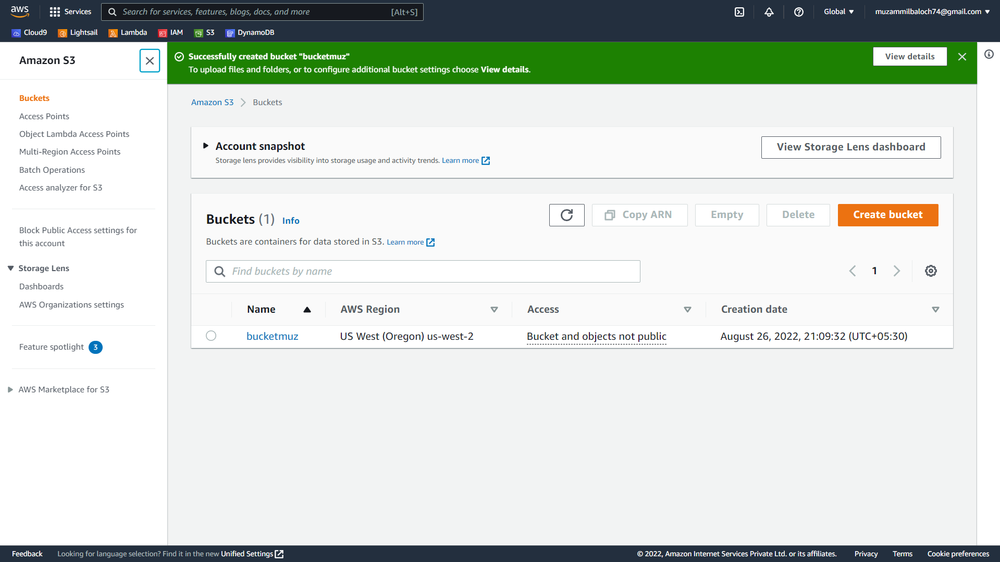 aws
Services
Search for services, features, blogs, docs, and more
[Alt+S]
Global
muzammilbaloch74@gmail.com
Cloud9
Lightsail
Lambda
IAM
S3
DynamoDB
Amazon S3
Buckets
Access Points
Object Lambda Access Points
Multi-Region Access Points
Batch Operations
Access analyzer for S3
Block Public Access settings for
this account
Storage Lens
Dashboards
AWS Organizations settings
Feature spotlight 3
AWS Marketplace for S3
Successfully created bucket "bucketmuz"
To upload files and folders, or to configure additional bucket settings choose View details.
View details
Amazon S3 Buckets
Account snapshot
Storage lens provides visibility into storage usage and activity trends. Learn more
View Storage Lens dashboard
Buckets (1) Info
Copy ARN
Empty
Delete
Create bucket
Buckets are containers for data stored in S3. Learn more
Find buckets by name
1
Name AWS Region Access Creation date
bucketmuz US West (Oregon) us-west-2 Bucket and objects not public August 26, 2022, 21:09:32 (UTC+05:30)
Feedback
Looking for language selection? Find it in the new Unified Settings
© 2022, Amazon Internet Services Private Ltd. or its affiliates.
Privacy
Terms
Cookie preferences